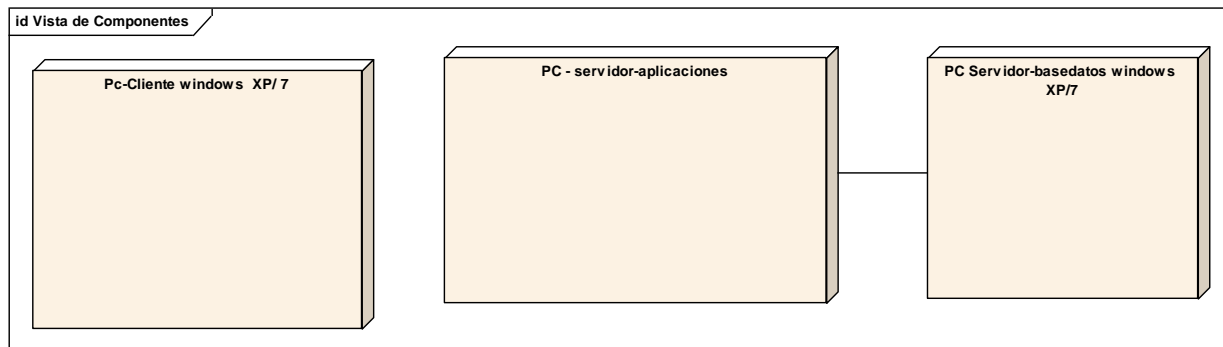 id Vista de Componentes
Pc-Cliente windows XP/ 7
PC - servidor-aplicaciones
PC Servidor-basedatos windows
XP/7